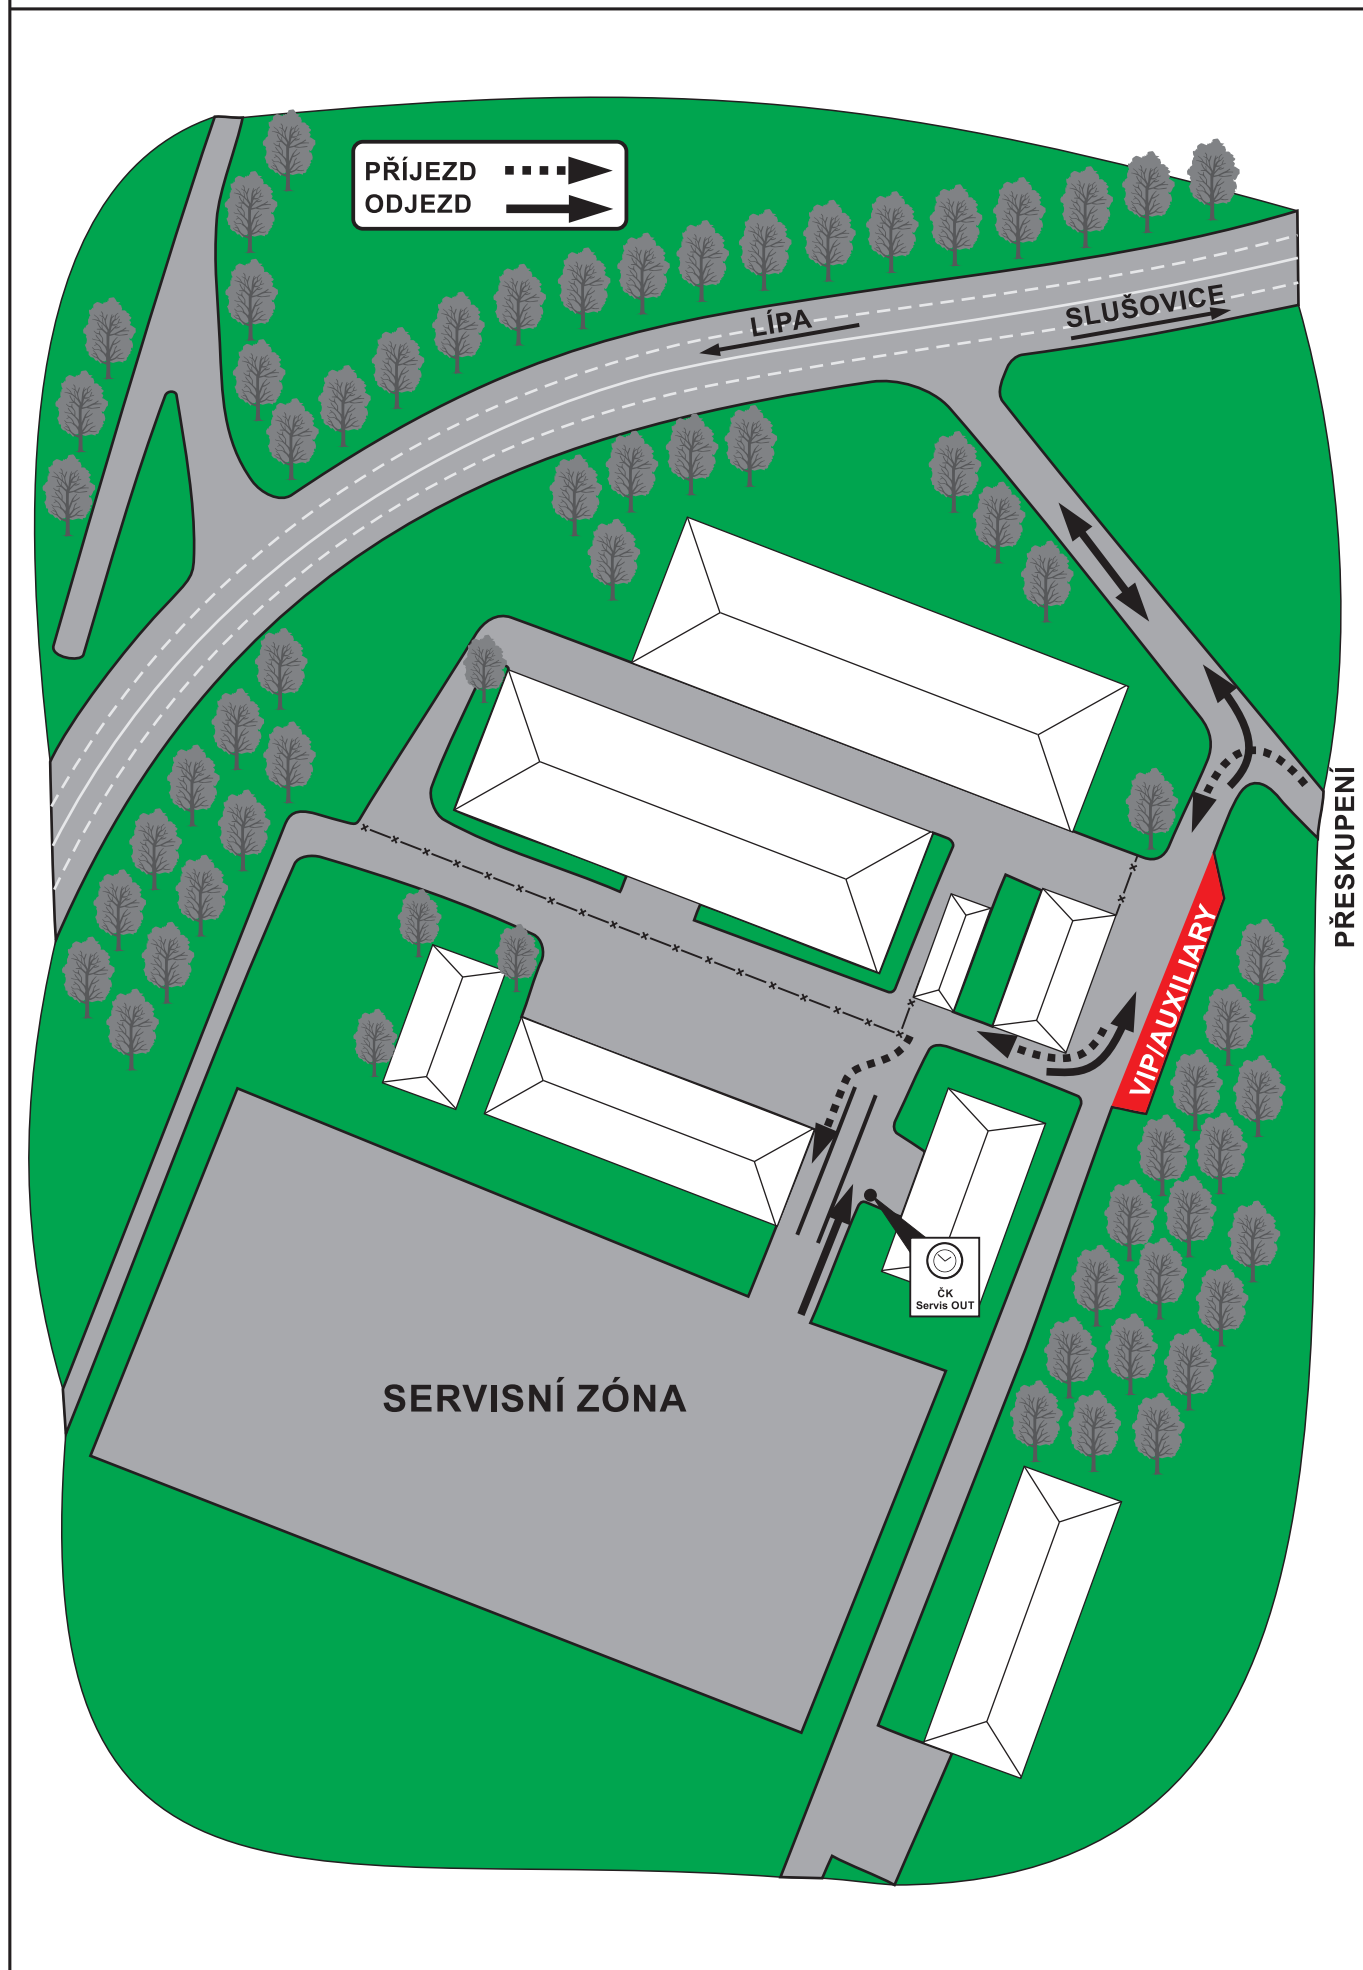 PŘÍJEZD
ODJEZD
LÍPA
SLUŠOVICE
PŘESKUPENÍ
VIP/AUXILIARY
ČK
Servis OUT
SERVISNÍ ZÓNA